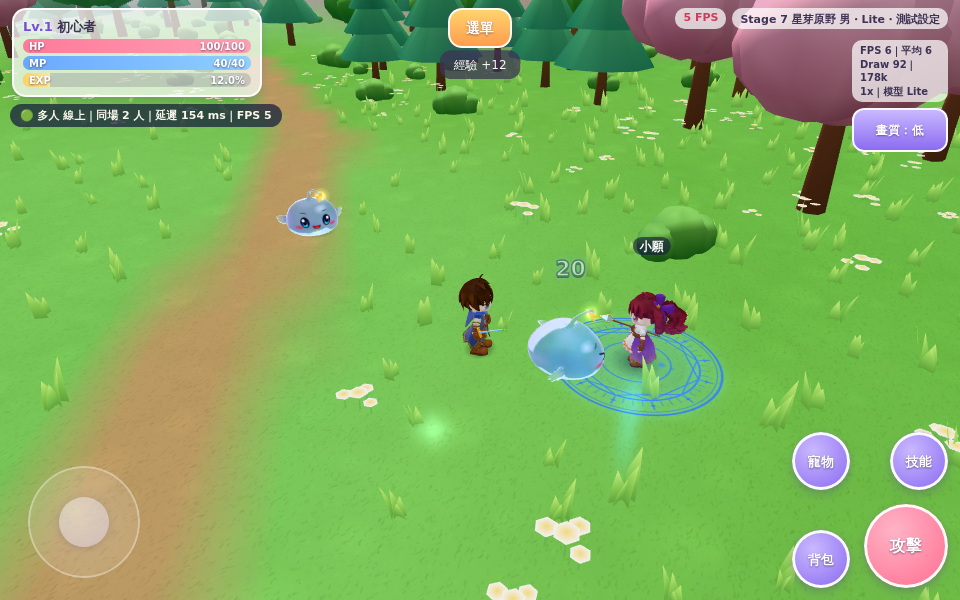 Lv.1 初心者
HP 100/100
MP 40/40
EXP 12.0%
多人 線上 | 同場 2 人 | 延遲 154 ms | FPS 5
選單
經驗 +12
5 FPS
Stage 7 星芽原野 男・Lite・測試設定
FPS 6 | 平均 6
Draw 92 |
178k
1x | 模型 Lite
畫質：低
小願
20
寵物
技能
背包
攻擊